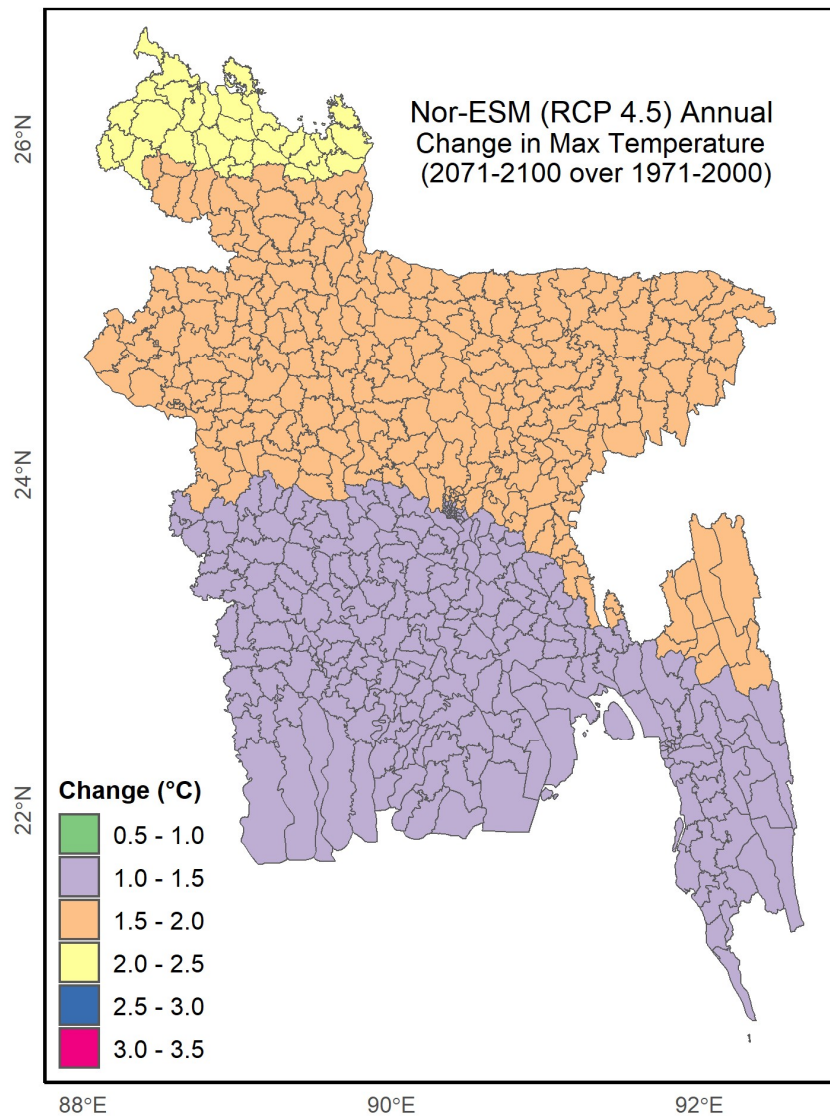 Nor-ESM (RCP 4.5) Annual
Change in Max Temperature
(2071-2100 over 1971-2000)
26°N
24°N
22°N
Change (°C)
0.5 - 1.0
1.0 - 1.5
1.5 - 2.0
2.0 - 2.5
2.5 - 3.0
3.0 - 3.5
88°E
90°E
92°E